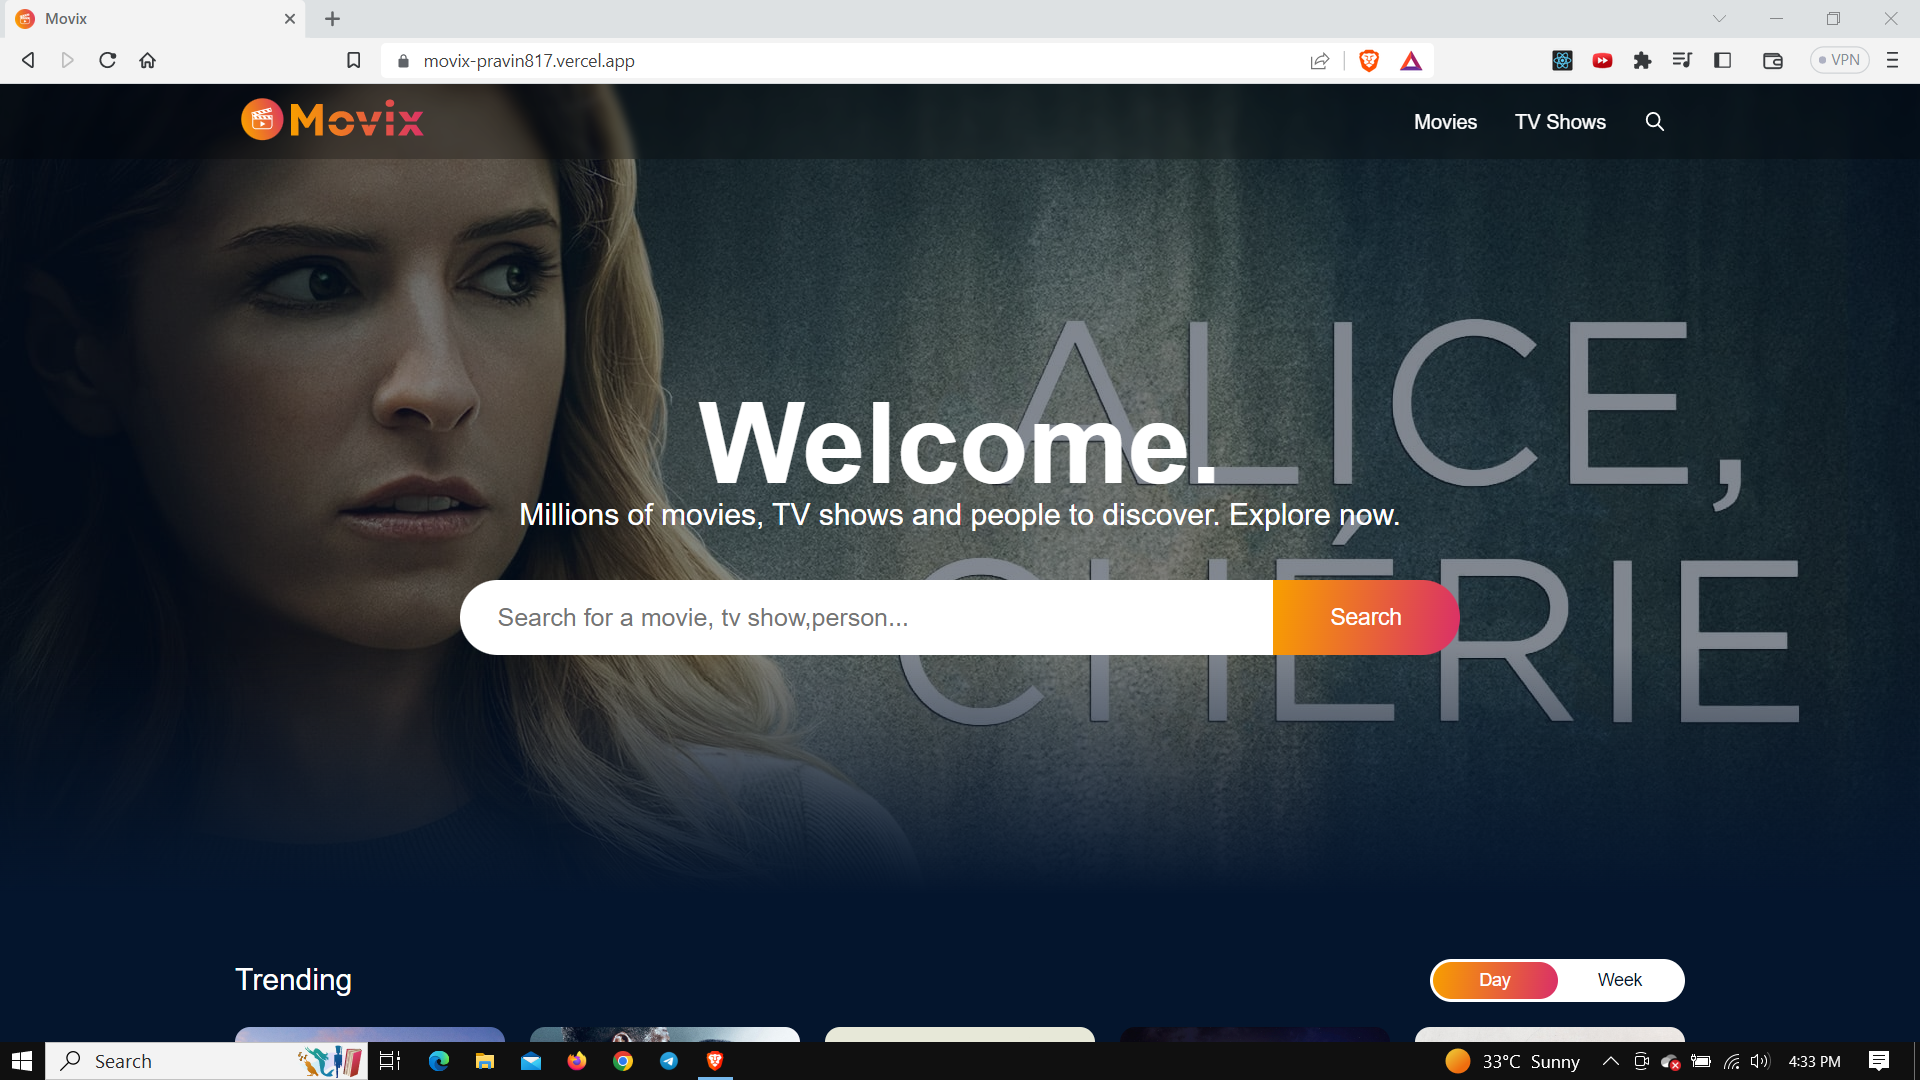 Movix
movix-pravin817.vercel.app
VPN
Movix
Movies
TV Shows
ALICE,
CHÉRIE
Welcome.
Millions of movies, TV shows and people to discover. Explore now.
Search for a movie, tv show,person...
Search
Trending
Day
Week
Search
33°C Sunny
4:33 PM